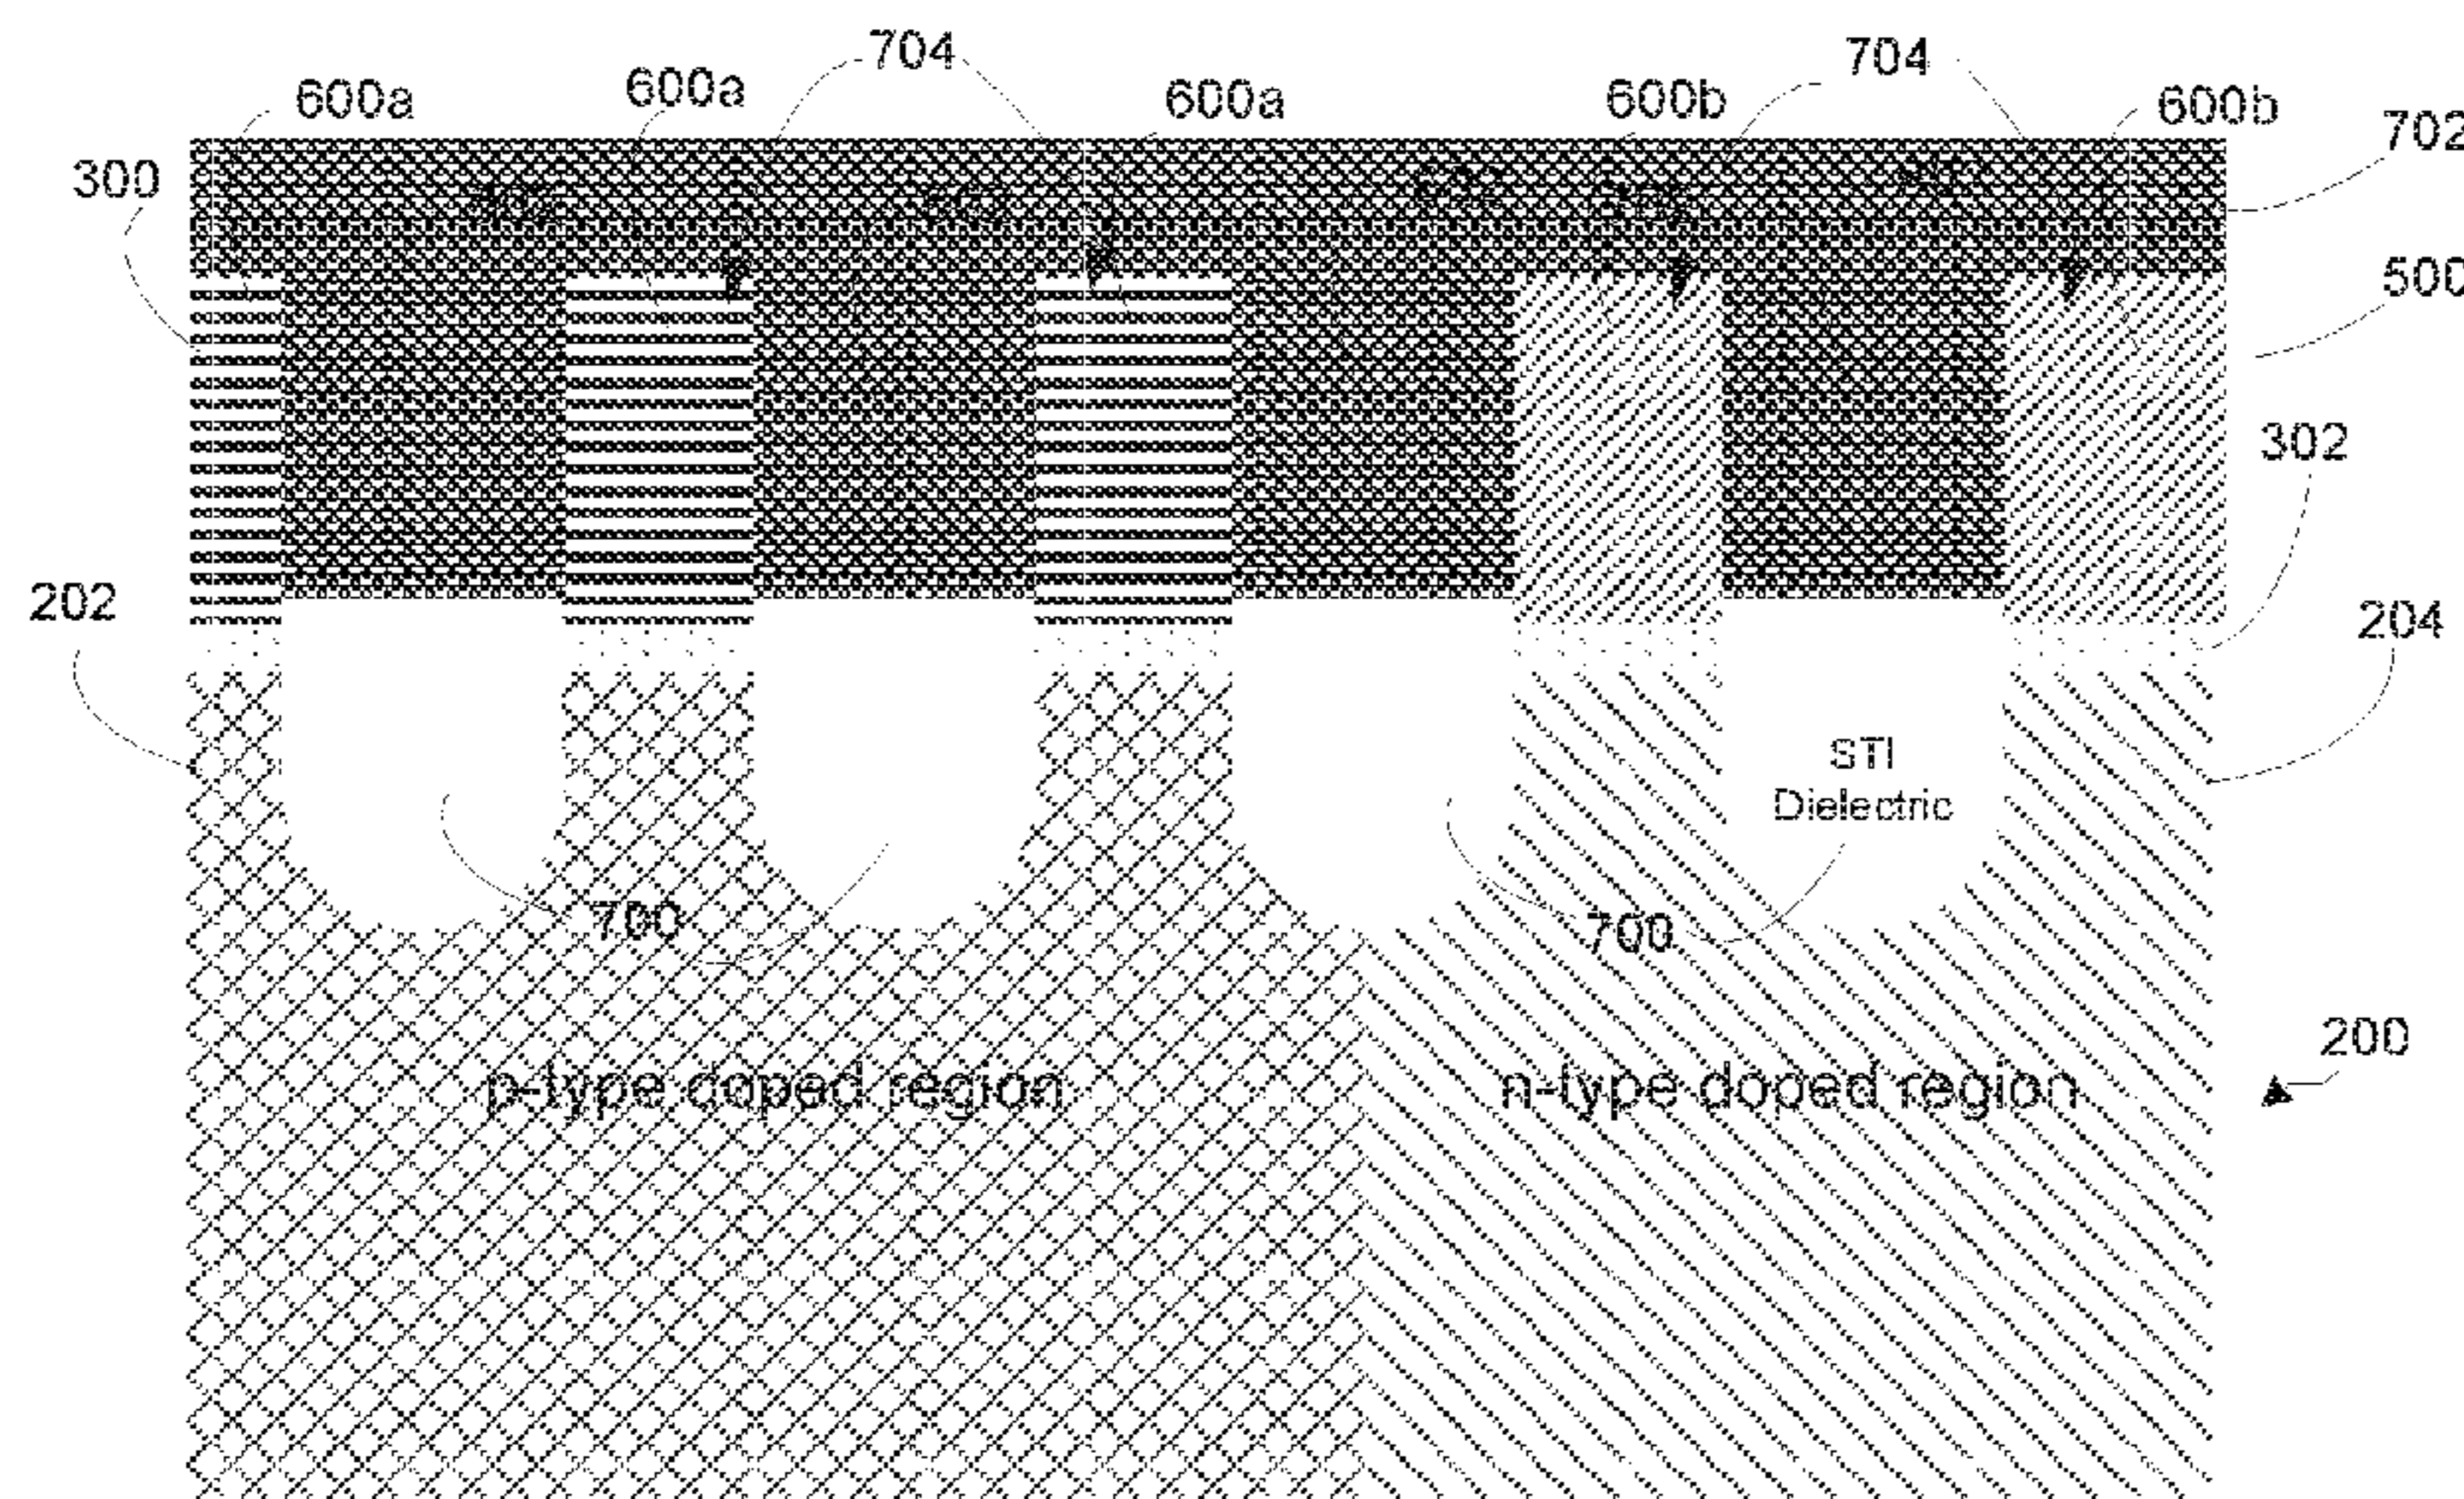 704
704
600a
600a
600a
600b
600b
702
300
500
302
202
204
STI
Dielectric
700
700
200
p-type doped region
n-type doped region